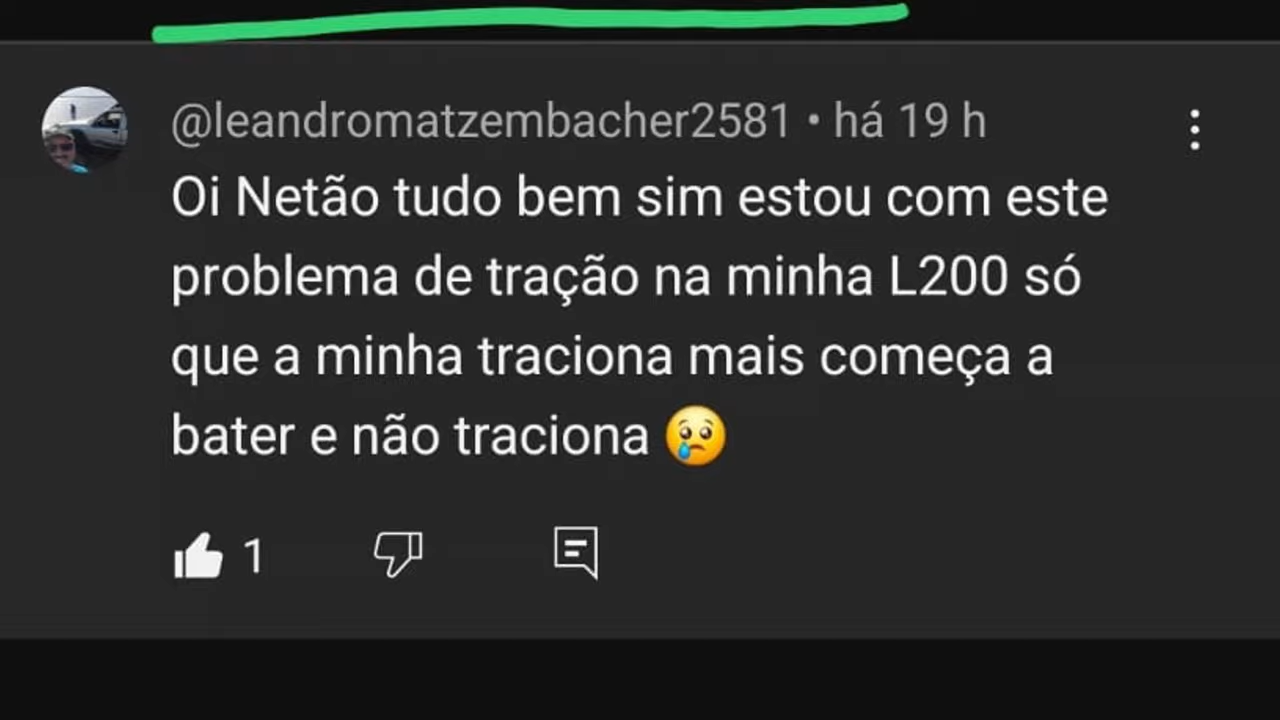 @leandromatzembacher2581 • há 19 h
Oi Netão tudo bem sim estou com este
problema de tração na minha L200 só
que a minha traciona mais começa a
bater e não traciona 😢
1